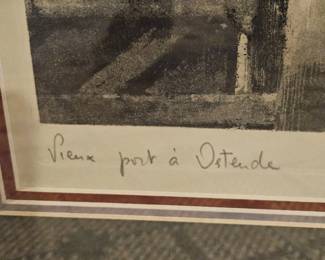 Vieux port à Ostende